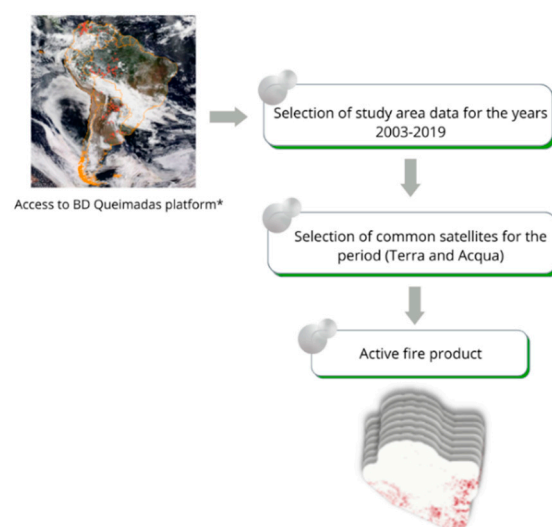 Access to BD Queimadas platform*
Selection of study area data for the years
2003-2019
Selection of common satellites for the
period (Terra and Acqua)
Active fire product